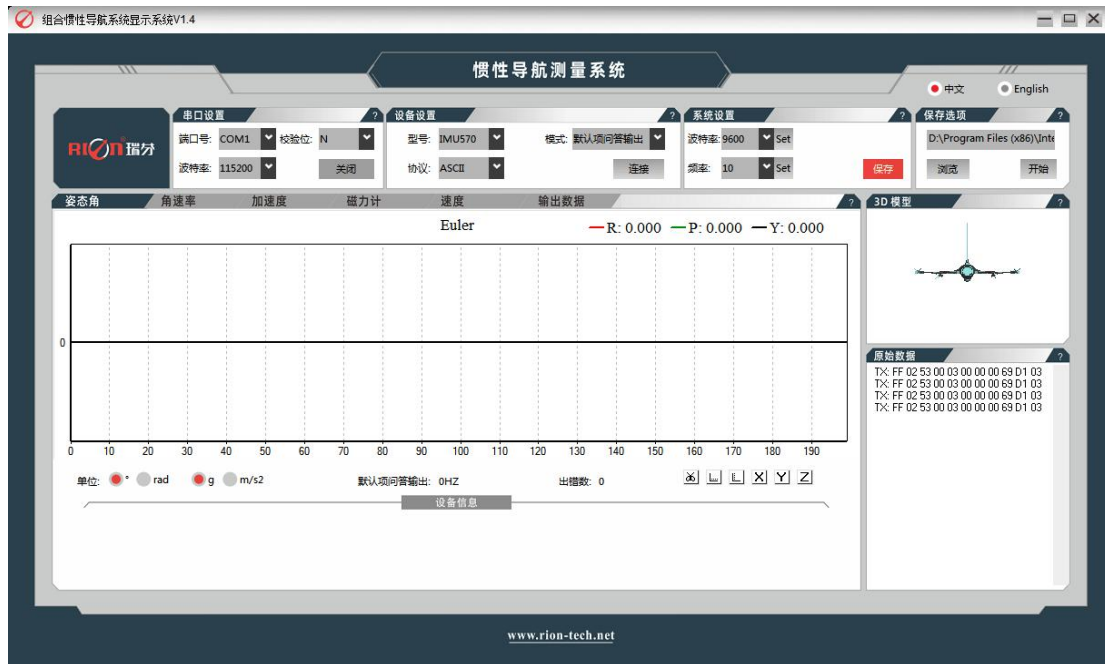 组合惯性导航系统显示系统V1.4
惯性导航测量系统
中文 English
串口设置 ?
设备设置 ?
系统设置 ?
保存选项 ?
RION 瑞芬
端口号: COM1 校验位: N
型号: IMU570 模式: 默认项问答输出
波特率: 9600 Set
D:\Program Files (x86)\Inte
波特率: 115200 关闭
协议: ASCII 连接
频率: 10 Set 保存
浏览 开始
姿态角 角速率 加速度 磁力计 速度 输出数据 ?
3D 模型 ?
Euler R: 0.000 P: 0.000 Y: 0.000
0
0 10 20 30 40 50 60 70 80 90 100 110 120 130 140 150 160 170 180 190
原始数据 ?
TX: FF 02 53 00 03 00 00 00 69 D1 03
TX: FF 02 53 00 03 00 00 00 69 D1 03
TX: FF 02 53 00 03 00 00 00 69 D1 03
TX: FF 02 53 00 03 00 00 00 69 D1 03
单位: ° rad g m/s2 默认项问答输出: 0HZ 出错数: 0 X Y Z
设备信息
www.rion-tech.net